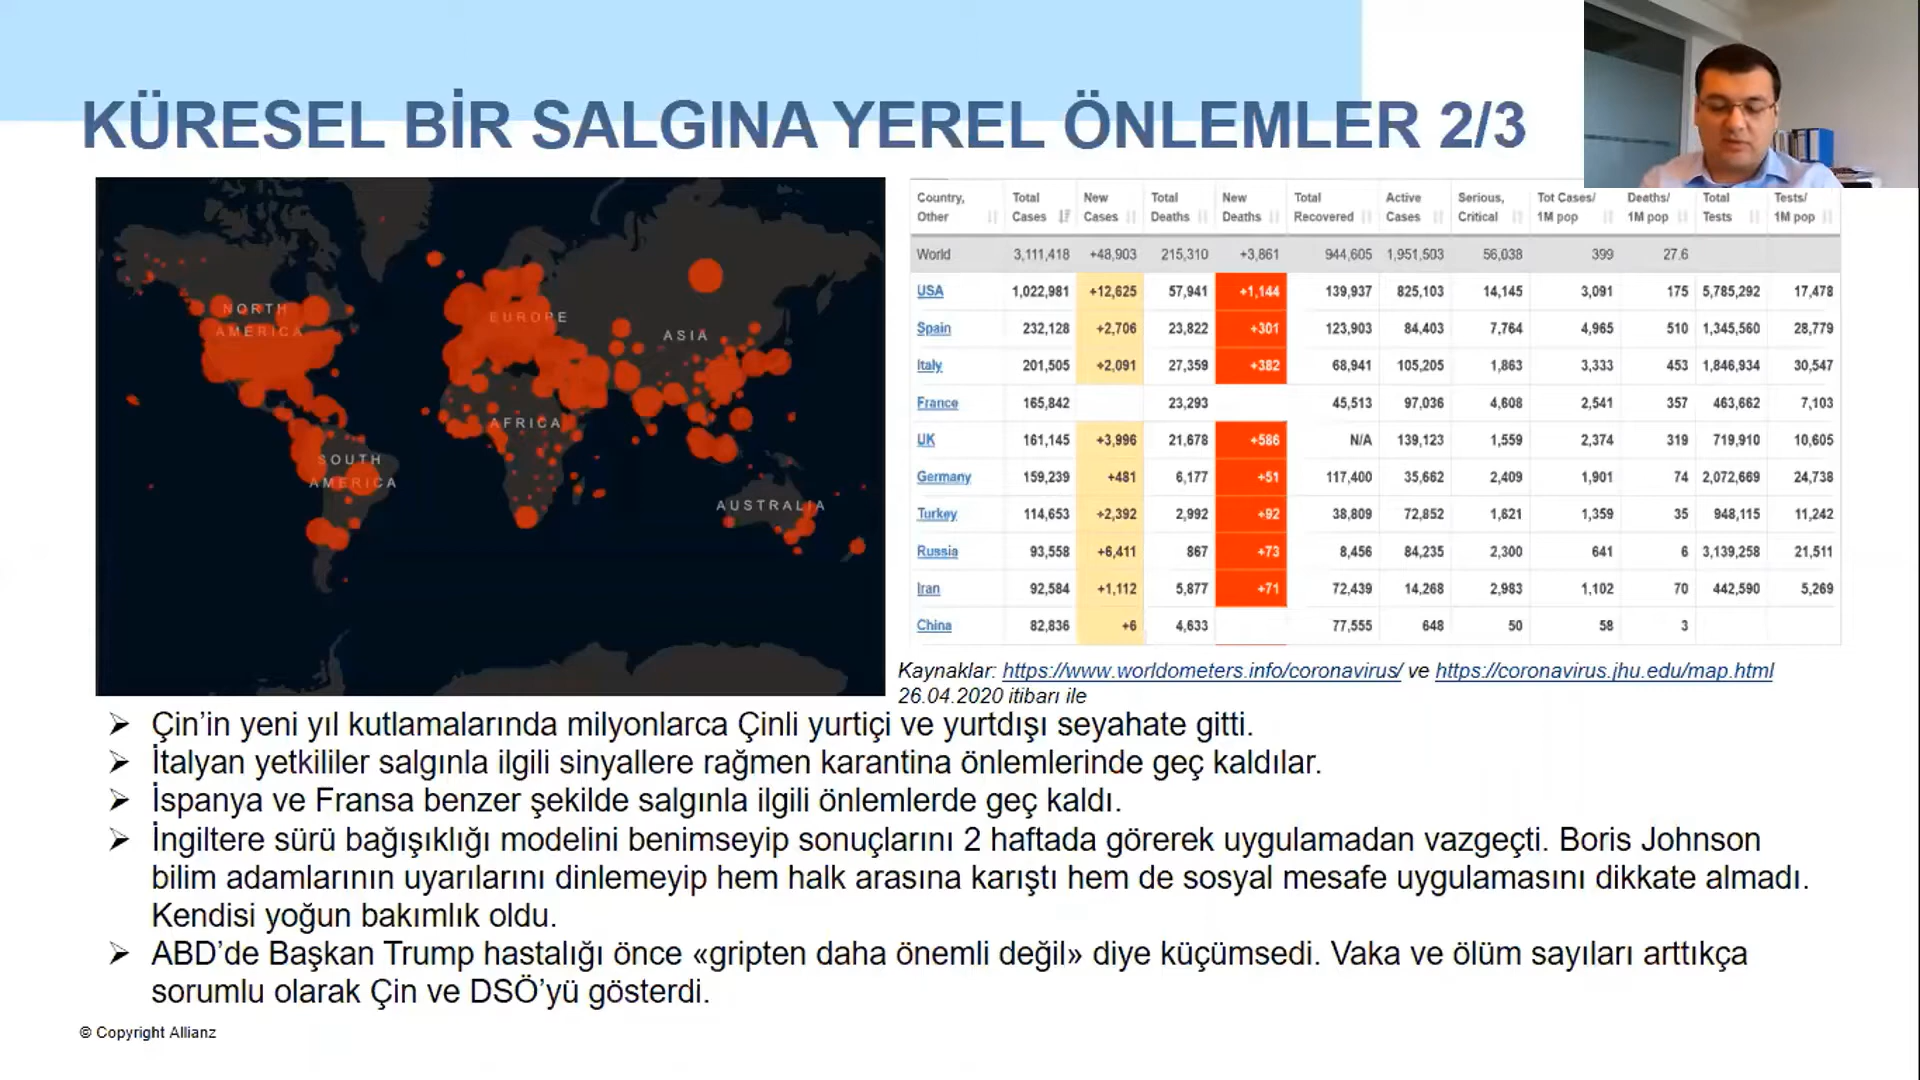 KÜRESEL BİR SALGINA YEREL ÖNLEMLER 2/3
NORTH
AMERICA
EUROPE
ASIA
AFRICA
SOUTH
AMERICA
AUSTRALIA
Country, Other Total Cases New Cases Total Deaths New Deaths Total Recovered Active Cases Serious, Critical Tot Cases/ 1M pop Deaths/ 1M pop Total Tests Tests/ 1M pop
World 3,111,418 +48,903 215,310 +3,861 944,605 1,951,503 56,038 399 27.6
USA 1,022,981 +12,625 57,941 +1,144 139,937 825,103 14,145 3,091 175 5,785,292 17,478
Spain 232,128 +2,706 23,822 +301 123,903 84,403 7,764 4,965 510 1,345,560 28,779
Italy 201,505 +2,091 27,359 +382 68,941 105,205 1,863 3,333 453 1,846,934 30,547
France 165,842 23,293 45,513 97,036 4,608 2,541 357 463,662 7,103
UK 161,145 +3,996 21,678 +586 N/A 139,123 1,559 2,374 319 719,910 10,605
Germany 159,239 +481 6,177 +51 117,400 35,662 2,409 1,901 74 2,072,669 24,738
Turkey 114,653 +2,392 2,992 +92 38,809 72,852 1,621 1,359 35 948,115 11,242
Russia 93,558 +6,411 867 +73 8,456 84,235 2,300 641 6 3,139,258 21,511
Iran 92,584 +1,112 5,877 +71 72,439 14,268 2,983 1,102 70 442,590 5,269
China 82,836 +6 4,633 77,555 648 50 58 3
Kaynaklar: https://www.worldometers.info/coronavirus/ ve https://coronavirus.jhu.edu/map.html
26.04.2020 itibarı ile
➢ Çin’in yeni yıl kutlamalarında milyonlarca Çinli yurtiçi ve yurtdışı seyahate gitti.
➢ İtalyan yetkililer salgınla ilgili sinyallere rağmen karantina önlemlerinde geç kaldılar.
➢ İspanya ve Fransa benzer şekilde salgınla ilgili önlemlerde geç kaldı.
➢ İngiltere sürü bağışıklığı modelini benimseyip sonuçlarını 2 haftada görerek uygulamadan vazgeçti. Boris Johnson
bilim adamlarının uyarılarını dinlemeyip hem halk arasına karıştı hem de sosyal mesafe uygulamasını dikkate almadı.
Kendisi yoğun bakımlık oldu.
➢ ABD’de Başkan Trump hastalığı önce «gripten daha önemli değil» diye küçümsedi. Vaka ve ölüm sayıları arttıkça
sorumlu olarak Çin ve DSÖ’yü gösterdi.
© Copyright Allianz